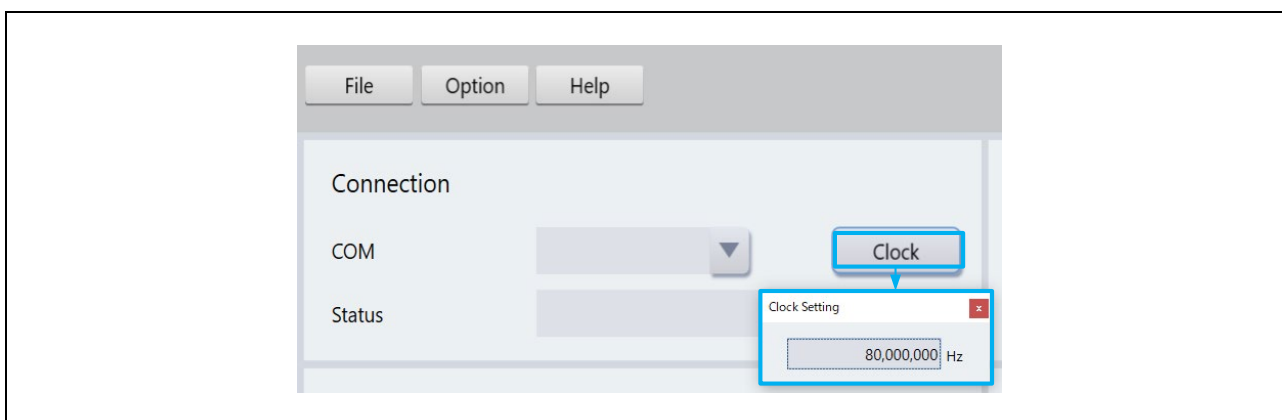 File Option Help
Connection
COM
Clock
Status
Clock Setting
x
80,000,000 Hz